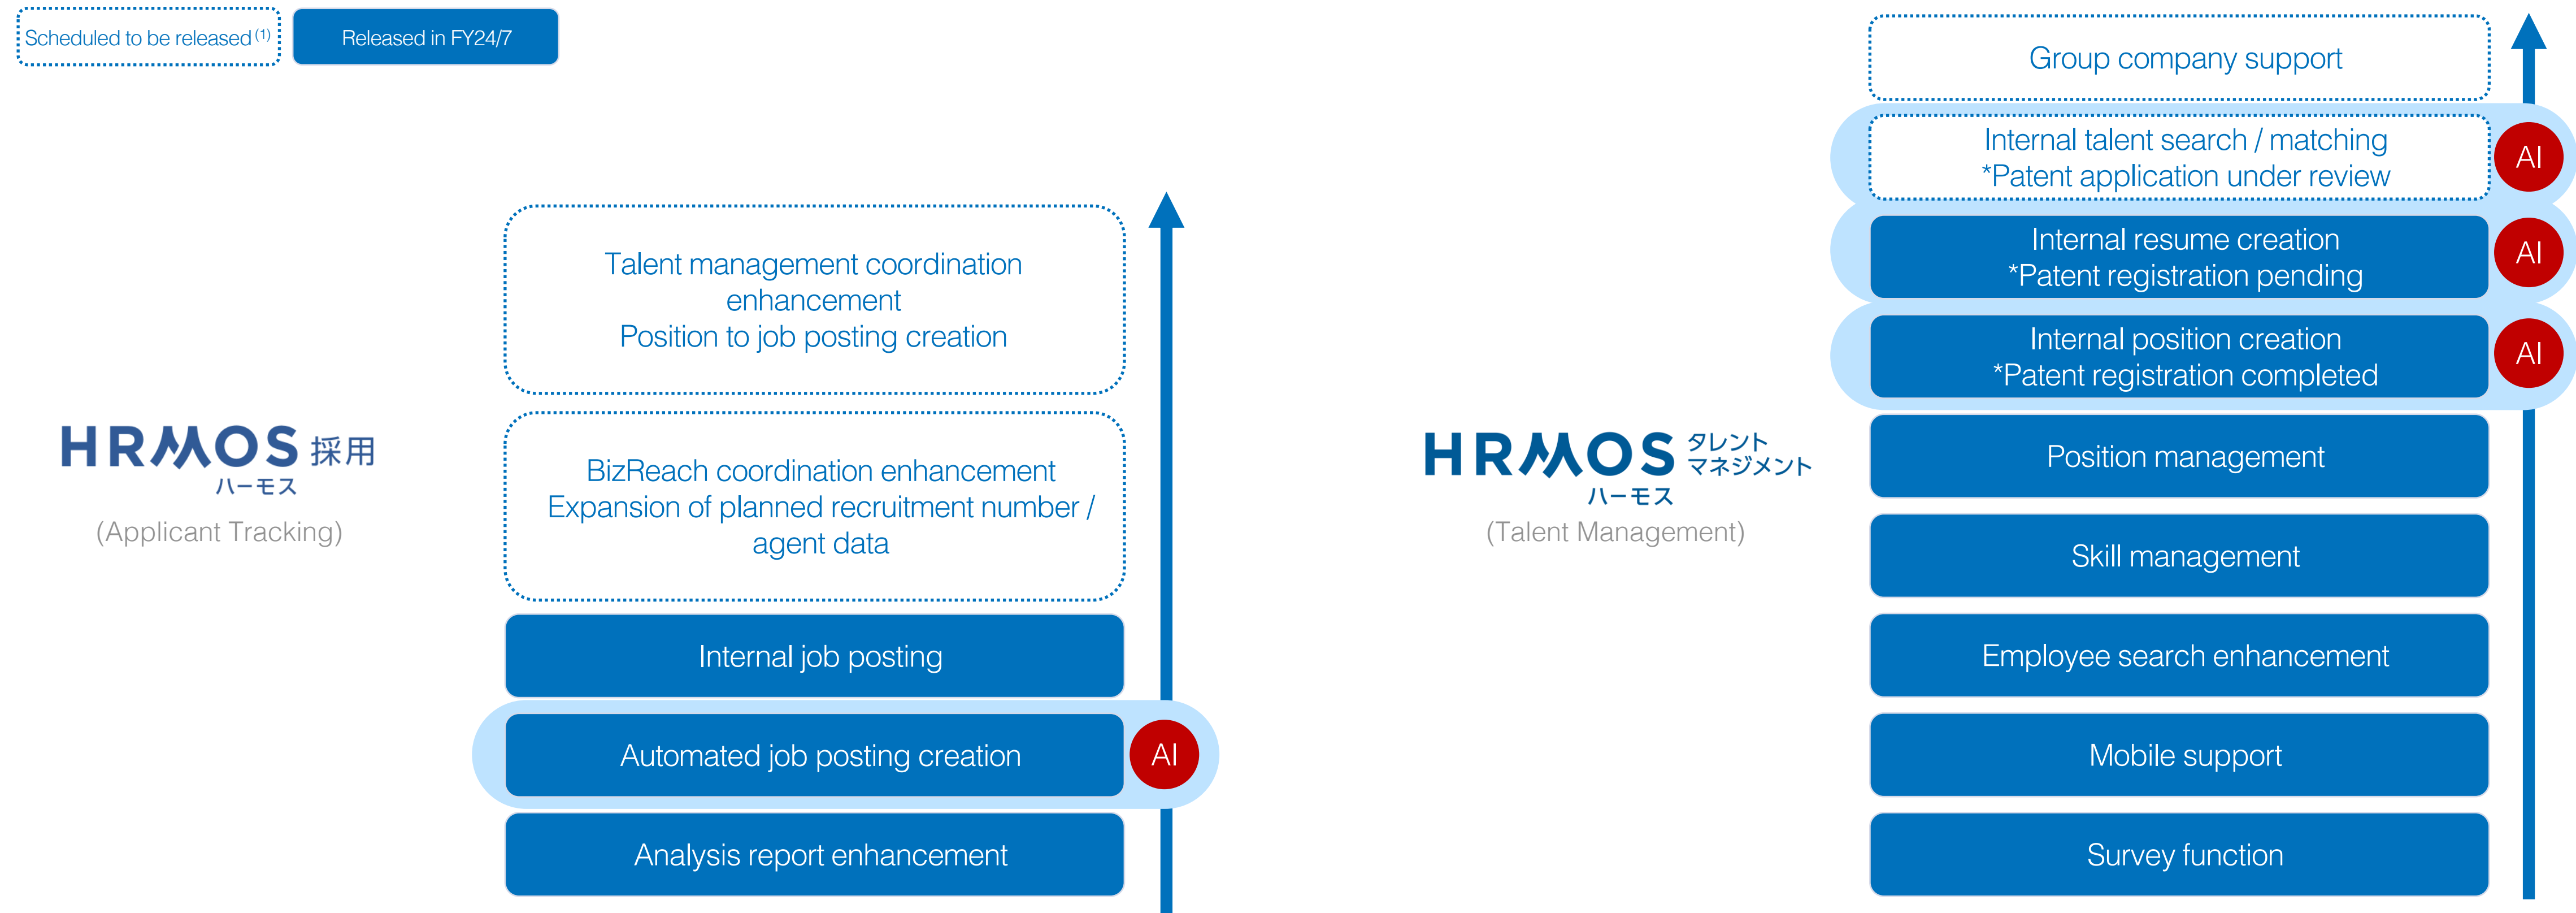 Scheduled to be released (1)
Released in FY24/7
HRMOS 採用
ハーモス
(Applicant Tracking)
Talent management coordination
enhancement
Position to job posting creation
BizReach coordination enhancement
Expansion of planned recruitment number /
agent data
Internal job posting
Automated job posting creation
AI
Analysis report enhancement
HRMOS タレント
マネジメント
ハーモス
(Talent Management)
Group company support
Internal talent search / matching
*Patent application under review
AI
Internal resume creation
*Patent registration pending
AI
Internal position creation
*Patent registration completed
AI
Position management
Skill management
Employee search enhancement
Mobile support
Survey function